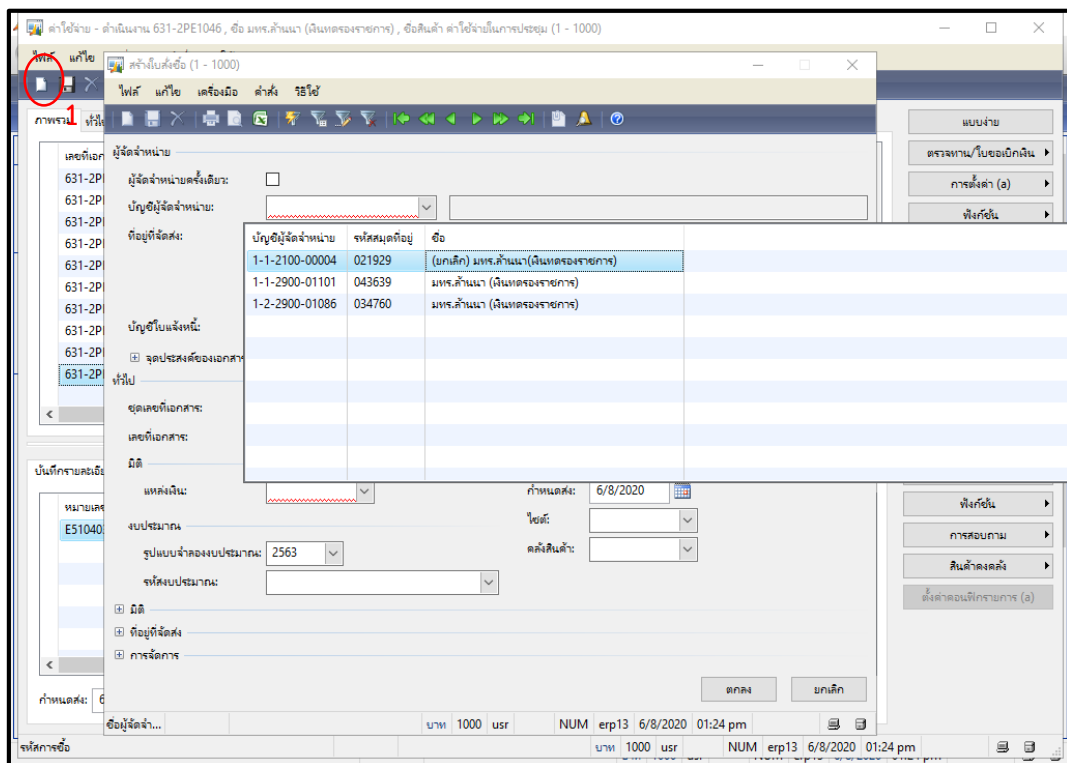 ค่าใช้จ่าย - ดำเนินงาน 631-2PE1046 , ชื่อ มทร.ล้านนา (เงินทดรองราชการ) , ชื่อสินค้า ค่าใช้จ่ายในการประชุม (1 - 1000)
ไฟล์ แก้ไข
สร้างใบสั่งซื้อ (1 - 1000)
ไฟล์ แก้ไข เครื่องมือ คำสั่ง วิธีใช้
1
ภาพรวม ทั่วไป
แบบง่าย
เลขที่เอก
ผู้จัดจำหน่าย
ตรวจทาน/ใบขอเบิกเงิน
631-2P
ผู้จัดจำหน่ายครั้งเดียว:
การตั้งค่า (a)
631-2P
บัญชีผู้จัดจำหน่าย:
ฟังก์ชั่น
631-2P
ที่อยู่ที่จัดส่ง:
บัญชีผู้จัดจำหน่าย รหัสสมุดที่อยู่ ชื่อ
631-2P
1-1-2100-00004 021929 (ยกเลิก) มทร.ล้านนา(เงินทดรองราชการ)
631-2P
1-1-2900-01101 043639 มทร.ล้านนา (เงินทดรองราชการ)
631-2P
1-2-2900-01086 034760 มทร.ล้านนา (เงินทดรองราชการ)
631-2P
631-2P
บัญชีใบแจ้งหนี้:
631-2P
จุดประสงค์ของเอกสาร
631-2P
ทั่วไป
ชุดเลขที่เอกสาร:
เลขที่เอกสาร:
บันทึกรายละเอีย
มิติ
หมายเลข
แหล่งเงิน:
กำหนดส่ง: 6/8/2020
ฟังก์ชั่น
E51040
งบประมาณ
ไซต์:
การสอบถาม
รูปแบบจำลองงบประมาณ: 2563
คลังสินค้า:
สินค้าคงคลัง
รหัสงบประมาณ:
ตั้งค่าคอนฟิกรายการ (a)
มิติ
ที่อยู่ที่จัดส่ง
การจัดการ
ตกลง ยกเลิก
กำหนดส่ง: 6
ชื่อผู้จัดจำ... บาท 1000 usr NUM erp13 6/8/2020 01:24 pm
รหัสการซื้อ บาท 1000 usr NUM erp13 6/8/2020 01:24 pm